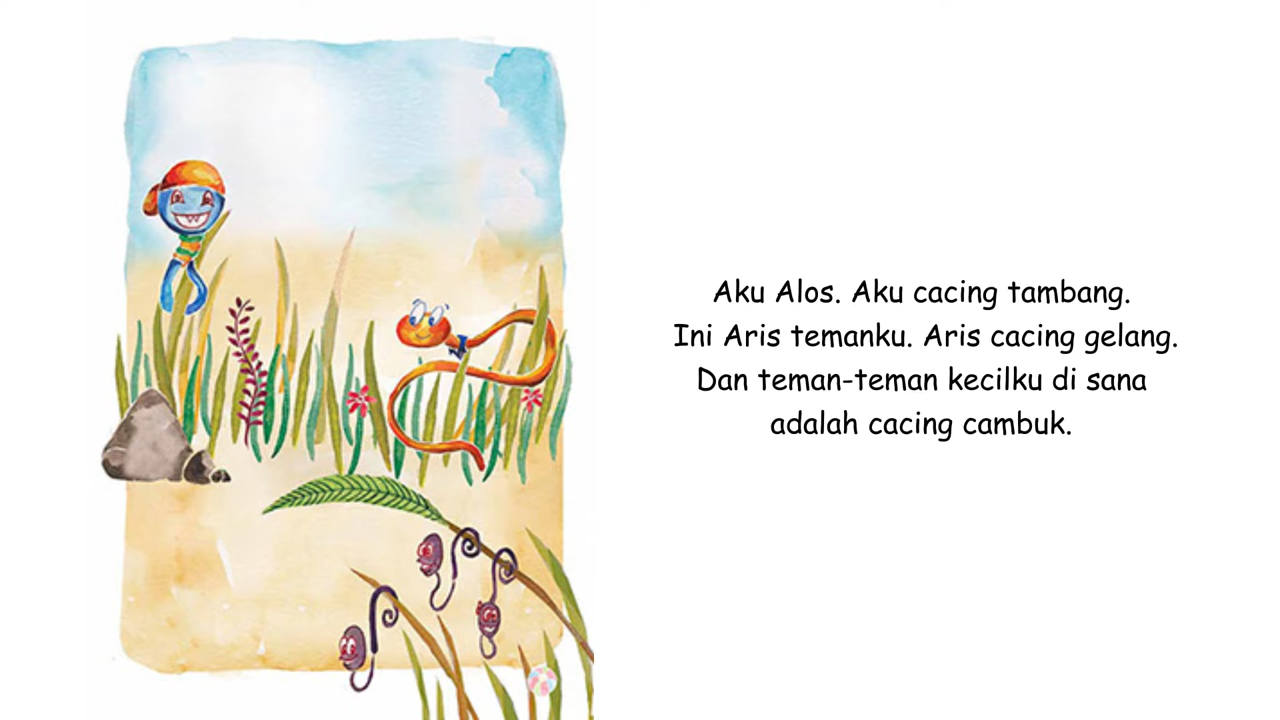 Aku Alos. Aku cacing tambang.
Ini Aris temanku. Aris cacing gelang.
Dan teman-teman kecilku di sana
adalah cacing cambuk.